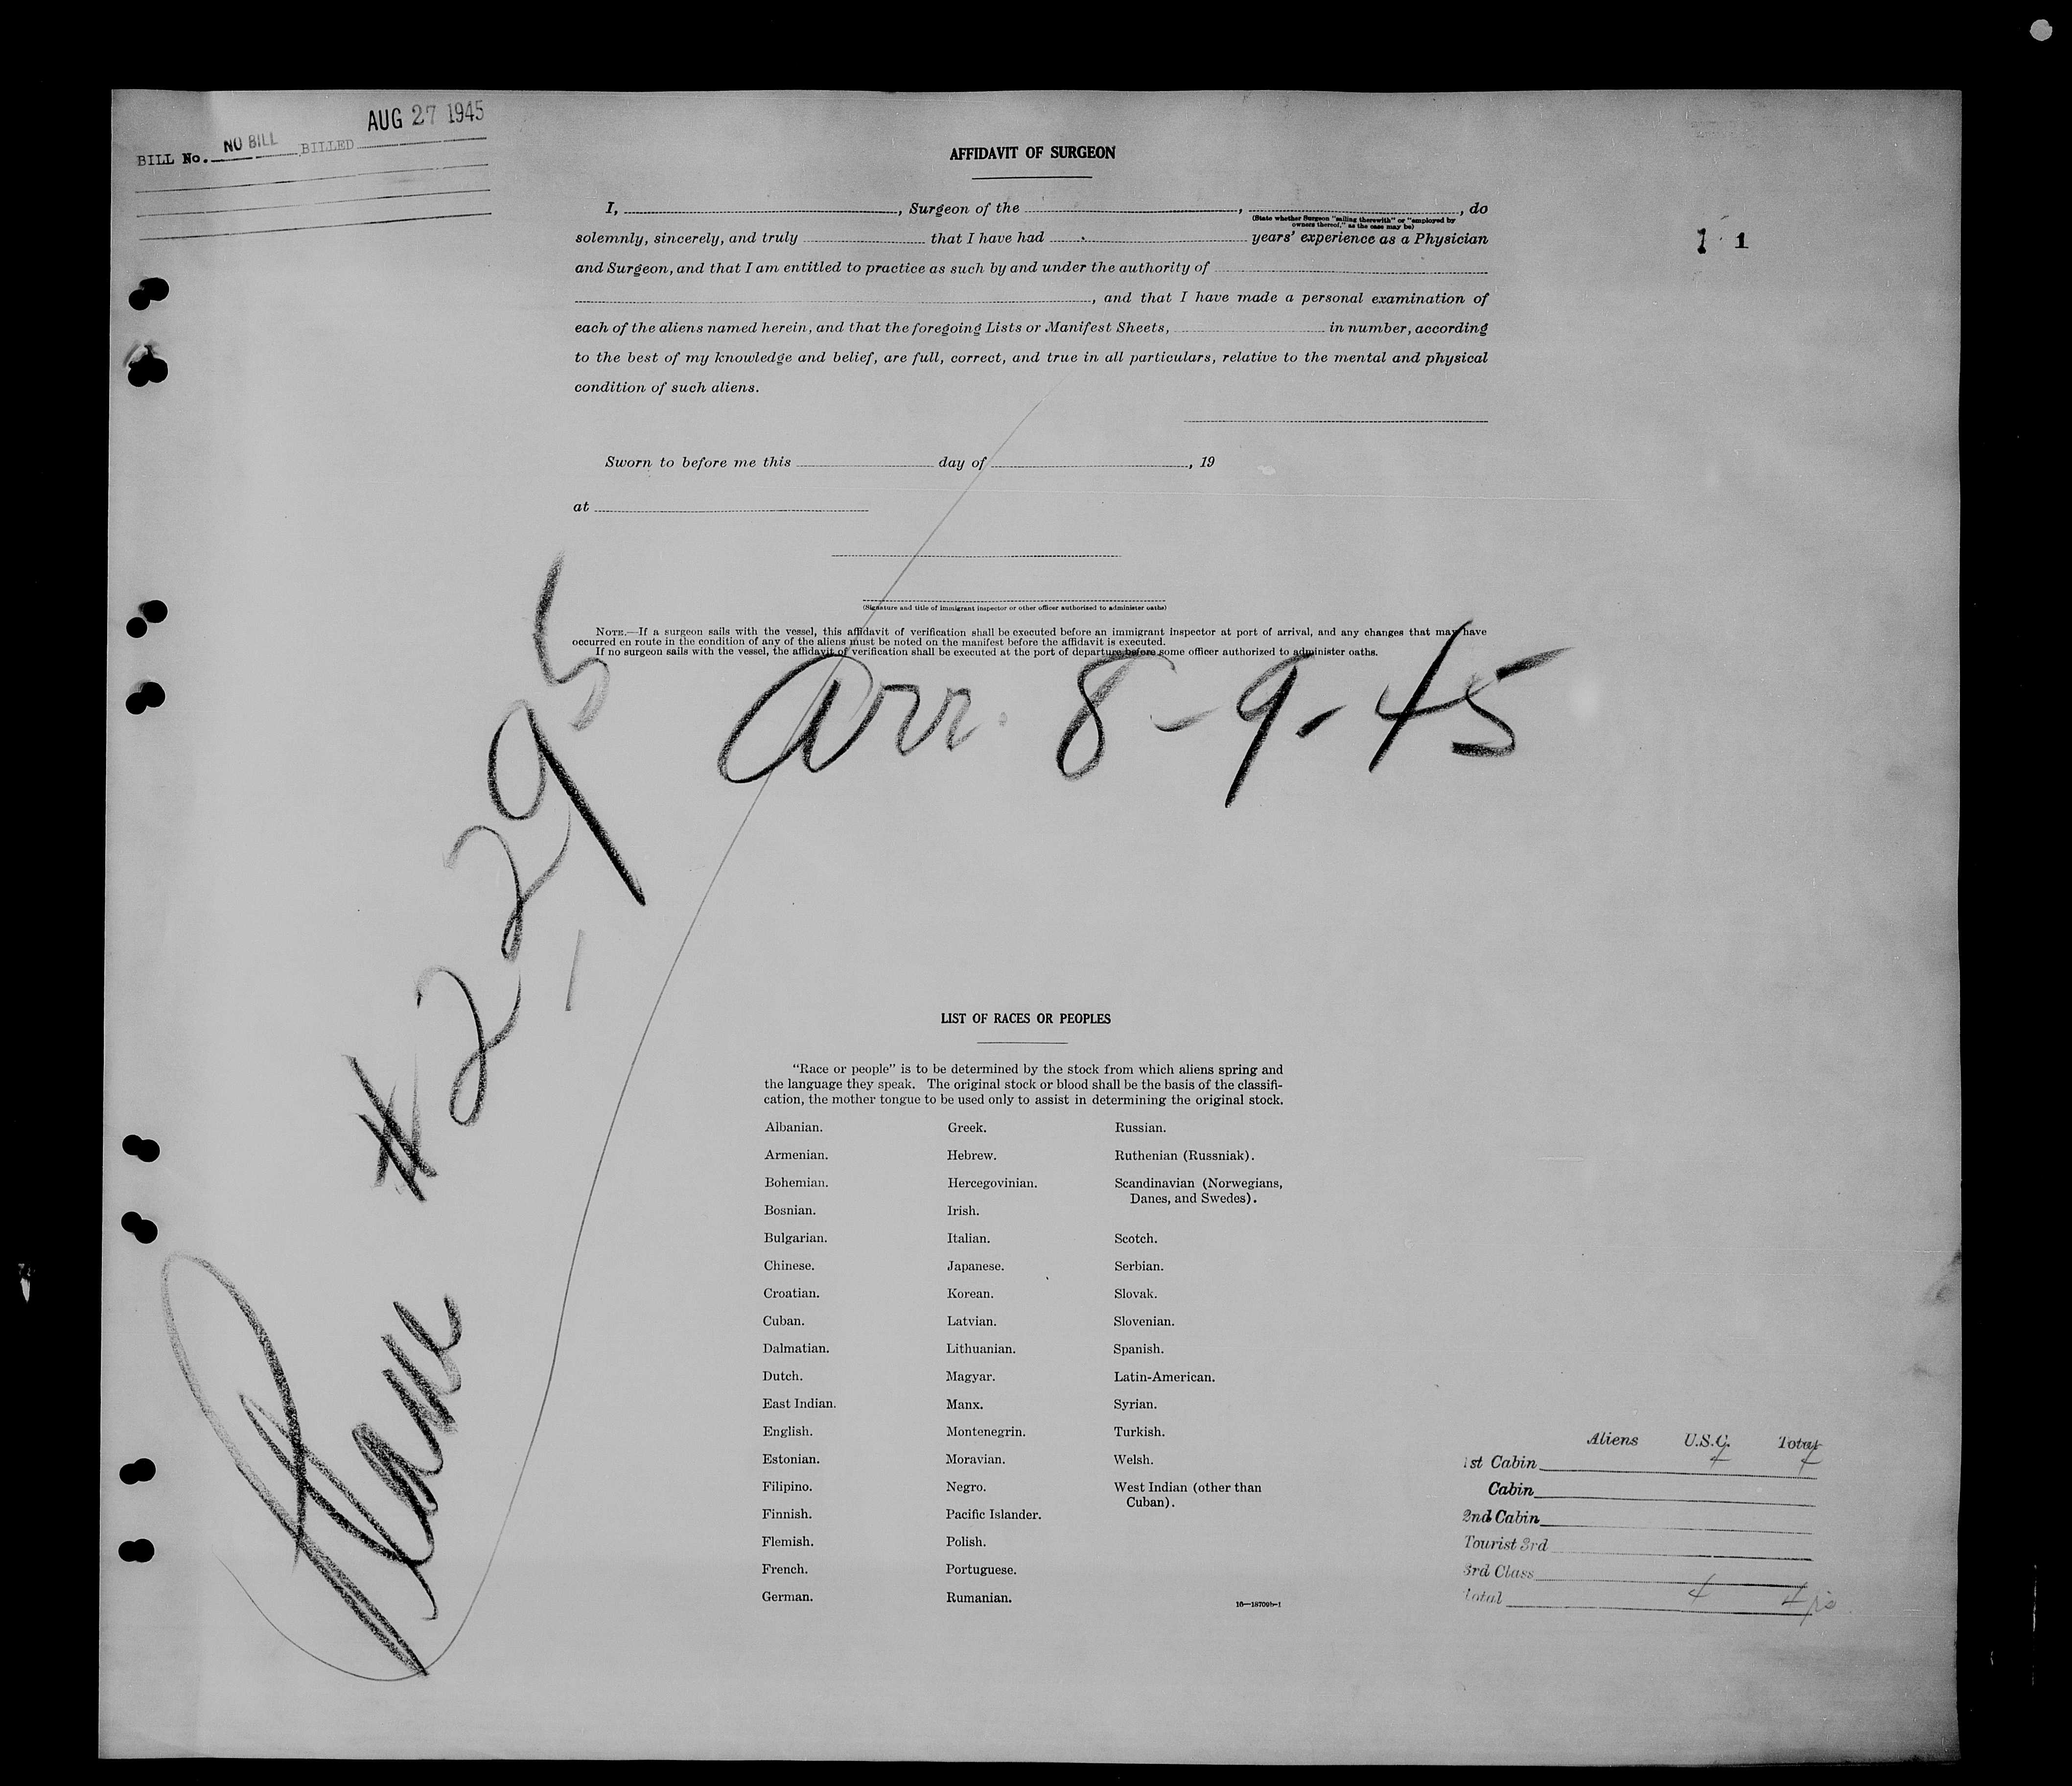 AUG 27 1945
BILL No. NO BILL BILLED
AFFIDAVIT OF SURGEON
I, , Surgeon of the , , do
(State whether Surgeon "sailing therewith" or "employed by
owners thereof," as the case may be)
solemnly, sincerely, and truly that I have had years' experience as a Physician
1 1
and Surgeon, and that I am entitled to practice as such by and under the authority of
, and that I have made a personal examination of
each of the aliens named herein, and that the foregoing Lists or Manifest Sheets, in number, according
to the best of my knowledge and belief, are full, correct, and true in all particulars, relative to the mental and physical
condition of such aliens.
Sworn to before me this day of , 19
at
(Signature and title of immigrant inspector or other officer authorized to administer oaths)
NOTE.—If a surgeon sails with the vessel, this affidavit of verification shall be executed before an immigrant inspector at port of arrival, and any changes that may have
occurred en route in the condition of any of the aliens must be noted on the manifest before the affidavit is executed.
If no surgeon sails with the vessel, the affidavit of verification shall be executed at the port of departure before some officer authorized to administer oaths.
Arr. 8-9-45
Plane #2295
LIST OF RACES OR PEOPLES
"Race or people" is to be determined by the stock from which aliens spring and
the language they speak. The original stock or blood shall be the basis of the classifi-
cation, the mother tongue to be used only to assist in determining the original stock.
Albanian.
Armenian.
Bohemian.
Bosnian.
Bulgarian.
Chinese.
Croatian.
Cuban.
Dalmatian.
Dutch.
East Indian.
English.
Estonian.
Filipino.
Finnish.
Flemish.
French.
German.
Greek.
Hebrew.
Hercegovinian.
Irish.
Italian.
Japanese.
Korean.
Latvian.
Lithuanian.
Magyar.
Manx.
Montenegrin.
Moravian.
Negro.
Pacific Islander.
Polish.
Portuguese.
Rumanian.
Russian.
Ruthenian (Russniak).
Scandinavian (Norwegians,
Danes, and Swedes).
Scotch.
Serbian.
Slovak.
Slovenian.
Spanish.
Latin-American.
Syrian.
Turkish.
Welsh.
West Indian (other than
Cuban).
16—18709b-1
Aliens U.S.C. Total
1st Cabin 4 4
Cabin
2nd Cabin
Tourist 3rd
3rd Class
Total 4 4